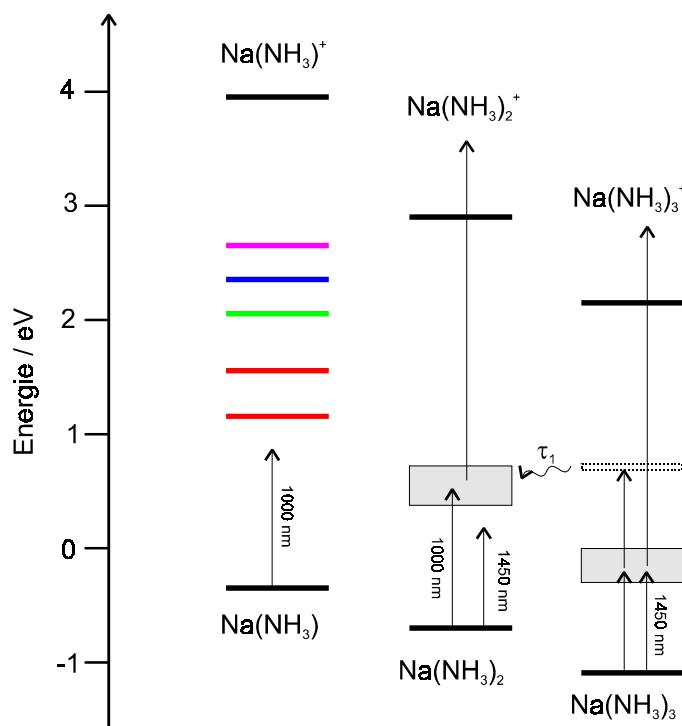 Na(NH₃)⁺
4
Na(NH₃)₂⁺
3
Na(NH₃)₃⁺
2
Energie / eV
1
τ₁
1000 nm
1000 nm
1450 nm
0
1450 nm
Na(NH₃)
Na(NH₃)₂
-1
Na(NH₃)₃